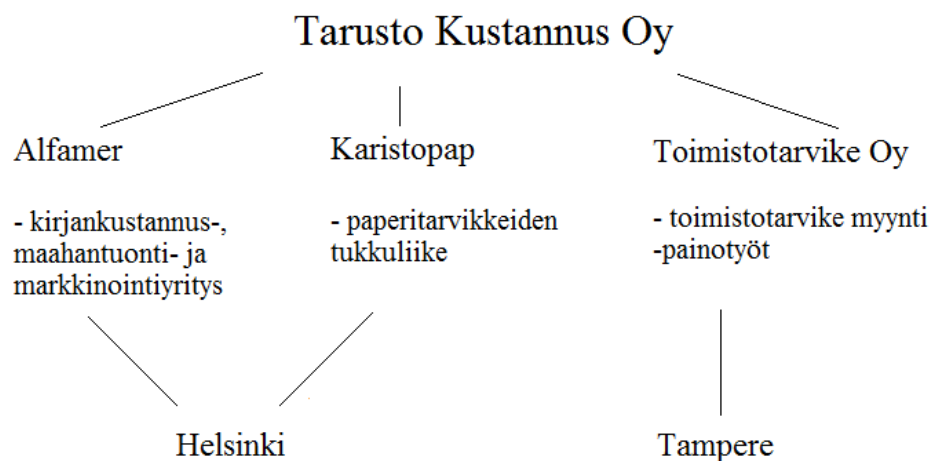 Tarusto Kustannus Oy
Alfamer
- kirjankustannus-,
maahantuonti- ja
markkinointiyritys
Karistopap
- paperitarvikkeiden
tukkuliike
Toimistotarvike Oy
- toimistotarvike myynti
-painotyöt
Helsinki
Tampere